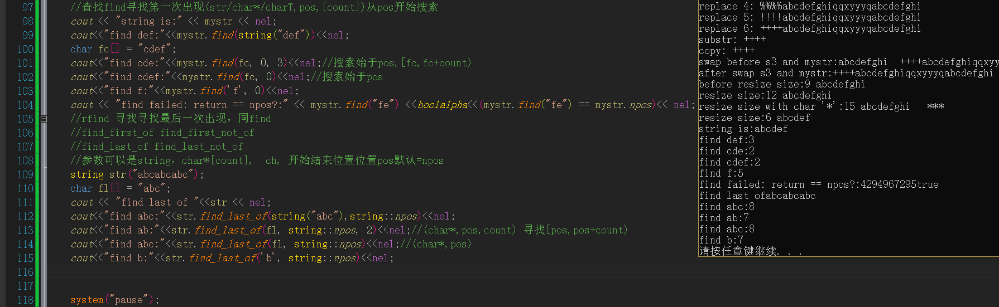 97 //查找find寻找第一次出现(str/char*/charT,pos,[count])从pos开始搜索
98 cout << "string is:" << mystr << nel;
99 cout<<"find def:"<<mystr.find(string("def"))<<nel;
100 char fc[] = "cdef";
101 cout<<"find cde:"<<mystr.find(fc, 0, 3)<<nel;//搜索始于pos,[fc,fc+count)
102 cout<<"find cdef:"<<mystr.find(fc, 0)<<nel;//搜索始于pos
103 cout<<"find f:"<<mystr.find('f', 0)<<nel;
104 cout << "find failed: return == npos?:" << mystr.find("fe") <<boolalpha<<(mystr.find("fe") == mystr.npos)<< nel;
105 //rfind 寻找寻找最后一次出现，同find
106 //find_first_of find_first_not_of
107 //find_last_of find_last_not_of
108 //参数可以是string，char*[count], ch, 开始结束位置位置pos默认=npos
109 string str("abcabcabc");
110 char fl[] = "abc";
111 cout << "find last of "<<str << nel;
112 cout<<"find abc:"<<str.find_last_of(string("abc"),string::npos)<<nel;
113 cout<<"find ab:"<<str.find_last_of(fl, string::npos, 2)<<nel;//(char*,pos,count) 寻找[pos,pos+count)
114 cout<<"find abc:"<<str.find_last_of(fl, string::npos)<<nel;//(char*,pos)
115 cout<<"find b:"<<str.find_last_of('b', string::npos)<<nel;
116
117
118 system("pause");
replace 4: %%%%abcdefghiqqxyyyqabcdefghi
replace 5: !!!!abcdefghiqqxyyyqabcdefghi
replace 6: ++++abcdefghiqqxyyyqabcdefghi
substr: ++++
copy: ++++
swap before s3 and mystr:abcdefghi  ++++abcdefghiqqxyy
after swap s3 and mystr:++++abcdefghiqqxyyyqabcdefghi
before resize size:9 abcdefghi
resize size:12 abcdefghi
resize size with char '*':15 abcdefghi   ***
resize size:6 abcdef
string is:abcdef
find def:3
find cde:2
find cdef:2
find f:5
find failed: return == npos?:4294967295true
find last ofabcabcabc
find abc:8
find ab:7
find abc:8
find b:7
请按任意键继续. . .